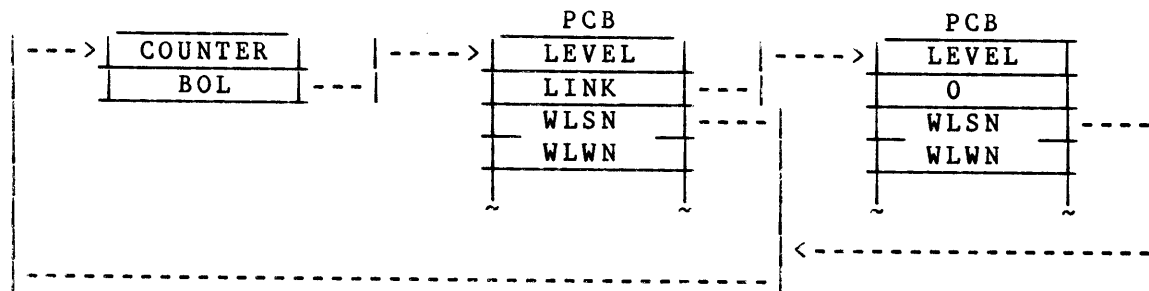 PCB PCB
COUNTER LEVEL LEVEL
BOL LINK 0
WLSN WLSN
WLWN WLWN